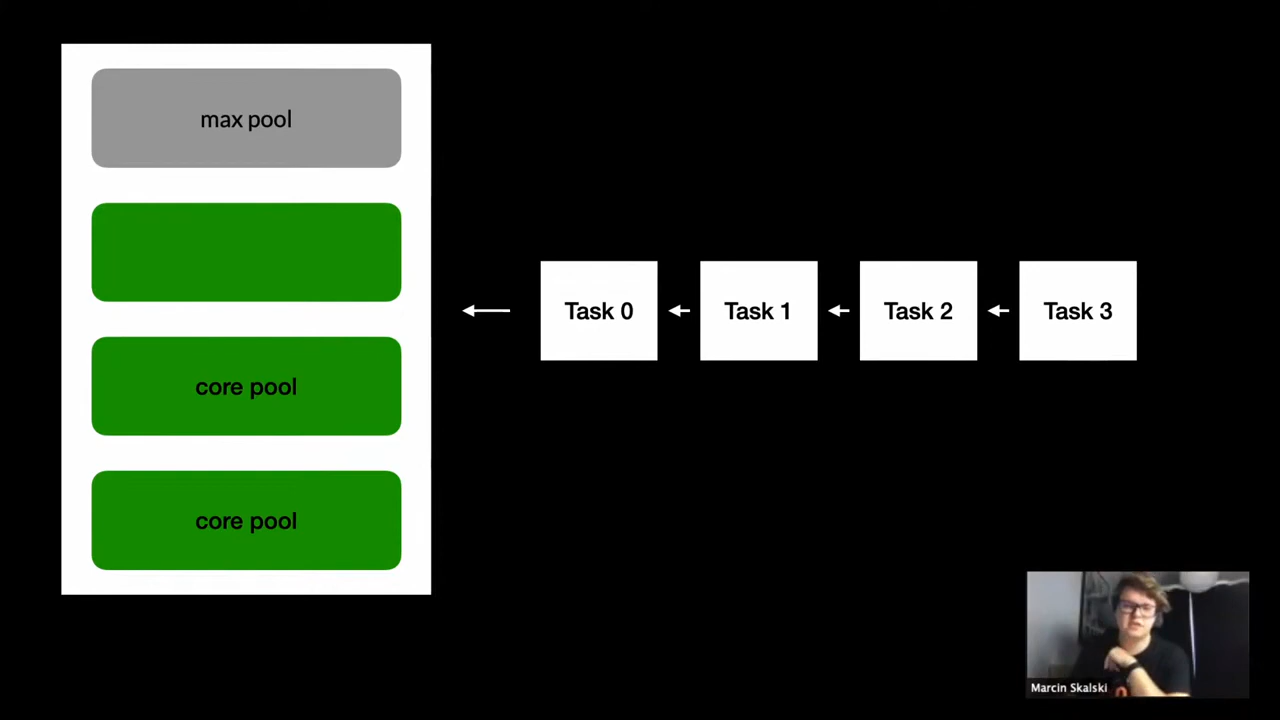 max pool
core pool
core pool
Task 0
Task 1
Task 2
Task 3
Marcin Skalski